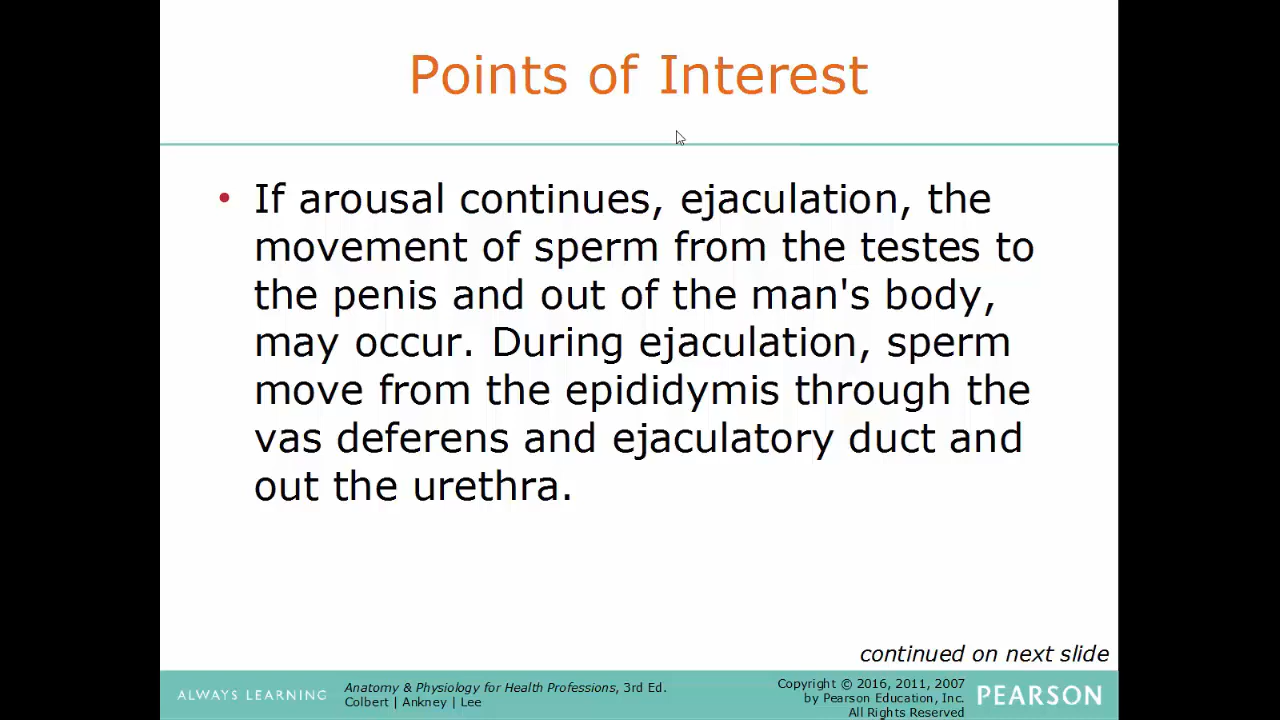 Points of Interest
• If arousal continues, ejaculation, the
movement of sperm from the testes to
the penis and out of the man's body,
may occur. During ejaculation, sperm
move from the epididymis through the
vas deferens and ejaculatory duct and
out the urethra.
continued on next slide
ALWAYS LEARNING
Anatomy & Physiology for Health Professions, 3rd Ed.
Colbert | Ankney | Lee
Copyright © 2016, 2011, 2007
by Pearson Education, Inc.
All Rights Reserved
PEARSON